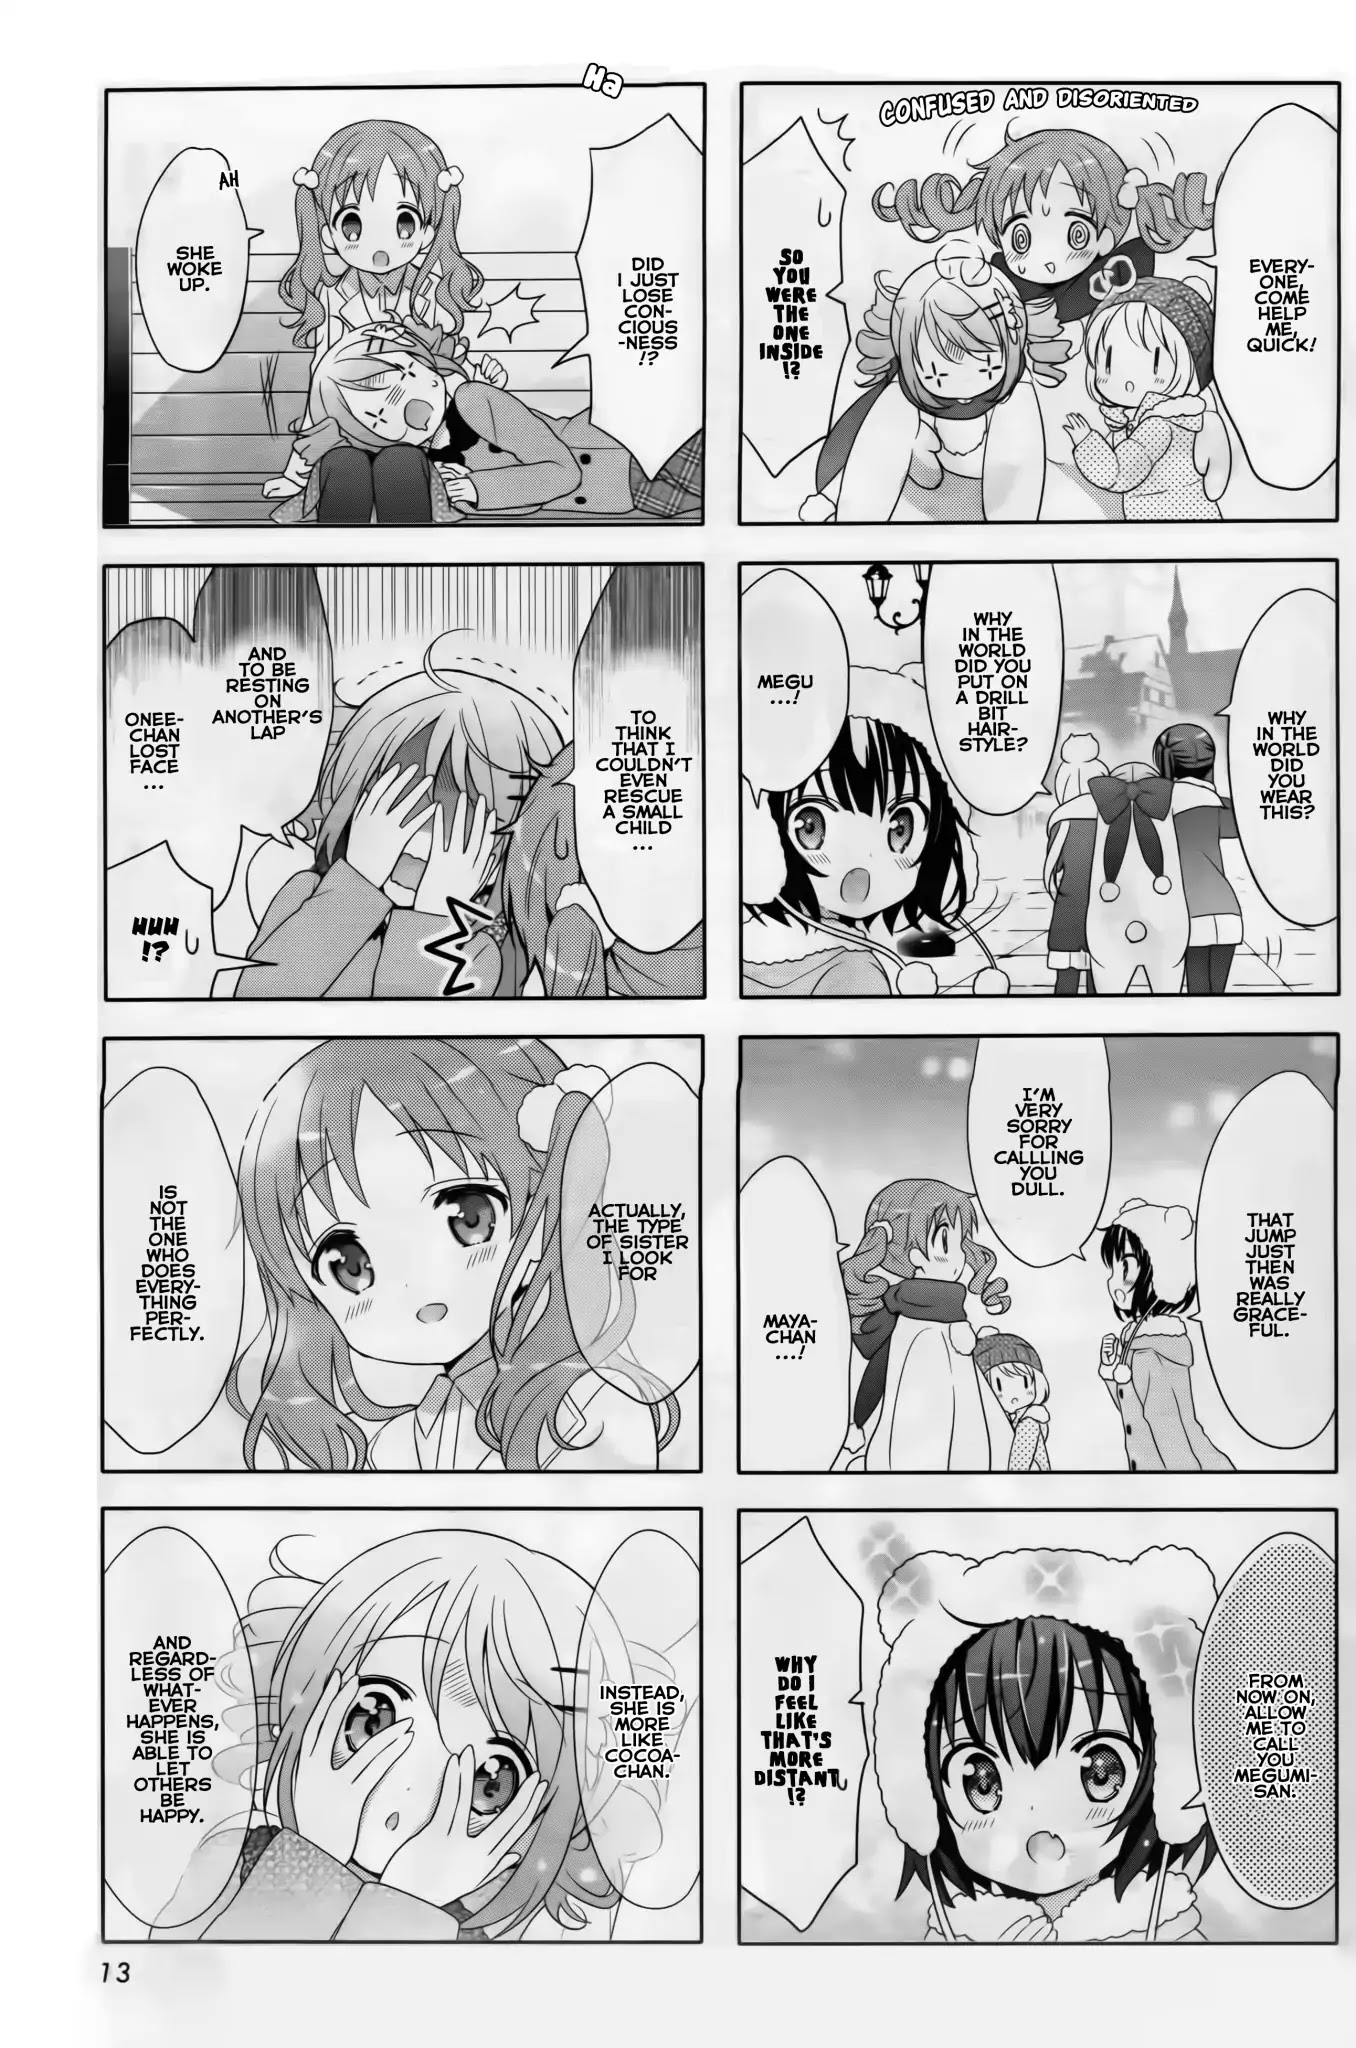 CONFUSED AND DISORIENTED
EVERY-
ONE,
COME
HELP
ME,
QUICK!
SO
YOU
WERE
THE
ONE
INSIDE
!?
WHY
IN THE
WORLD
DID
YOU
WEAR
THIS?
WHY
IN THE
WORLD
DID YOU
PUT ON
A DRILL
BIT
HAIR-
STYLE?
MEGU
...!
THAT
JUMP
JUST
THEN
WAS
REALLY
GRACE-
FUL.
I'M
VERY
SORRY
FOR
CALLLING
YOU
DULL.
MAYA-
CHAN
...!
FROM
NOW ON,
ALLOW
ME TO
CALL
YOU
MEGUMI-
SAN.
WHY
DO I
FEEL
LIKE
THAT'S
MORE
DISTANT
!?
Ha
DID
I JUST
LOSE
CON-
CIOUS
-NESS
!?
AH
SHE
WOKE
UP.
TO
THINK
THAT I
COULDN'T
EVEN
RESCUE
A SMALL
CHILD
...
AND
TO BE
RESTING
ON
ANOTHER'S
LAP
ONEE-
CHAN
LOST
FACE
...
HUH
!?
ACTUALLY,
THE TYPE
OF SISTER
I LOOK
FOR
IS
NOT
THE
ONE
WHO
DOES
EVERY-
THING
PER-
FECTLY.
INSTEAD,
SHE IS
MORE
LIKE
COCOA-
CHAN.
AND
REGARD-
LESS OF
WHAT-
EVER
HAPPENS,
SHE IS
ABLE TO
LET
OTHERS
BE
HAPPY.
13